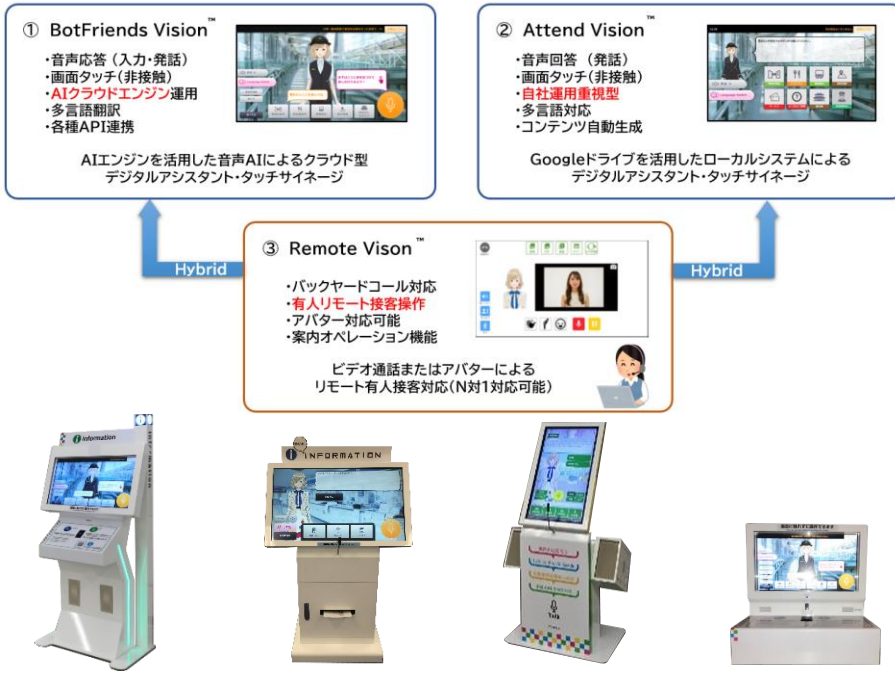 ① BotFriends Vision™
・音声応答(入力・発話)
・画面タッチ(非接触)
・AIクラウドエンジン運用
・多言語翻訳
・各種API連携
AIエンジンを活用した音声AIによるクラウド型
デジタルアシスタント・タッチサイネージ
② Attend Vision™
・音声回答 (発話)
・画面タッチ(非接触)
・自社運用重視型
・多言語対応
・コンテンツ自動生成
Googleドライブを活用したローカルシステムによる
デジタルアシスタント・タッチサイネージ
Hybrid
③ Remote Vison™
・バックヤードコール対応
・有人リモート接客操作
・アバター対応可能
・案内オペレーション機能
ビデオ通話またはアバターによる
リモート有人接客対応(N対1対応可能)
Hybrid
information
INFORMATION
Talk